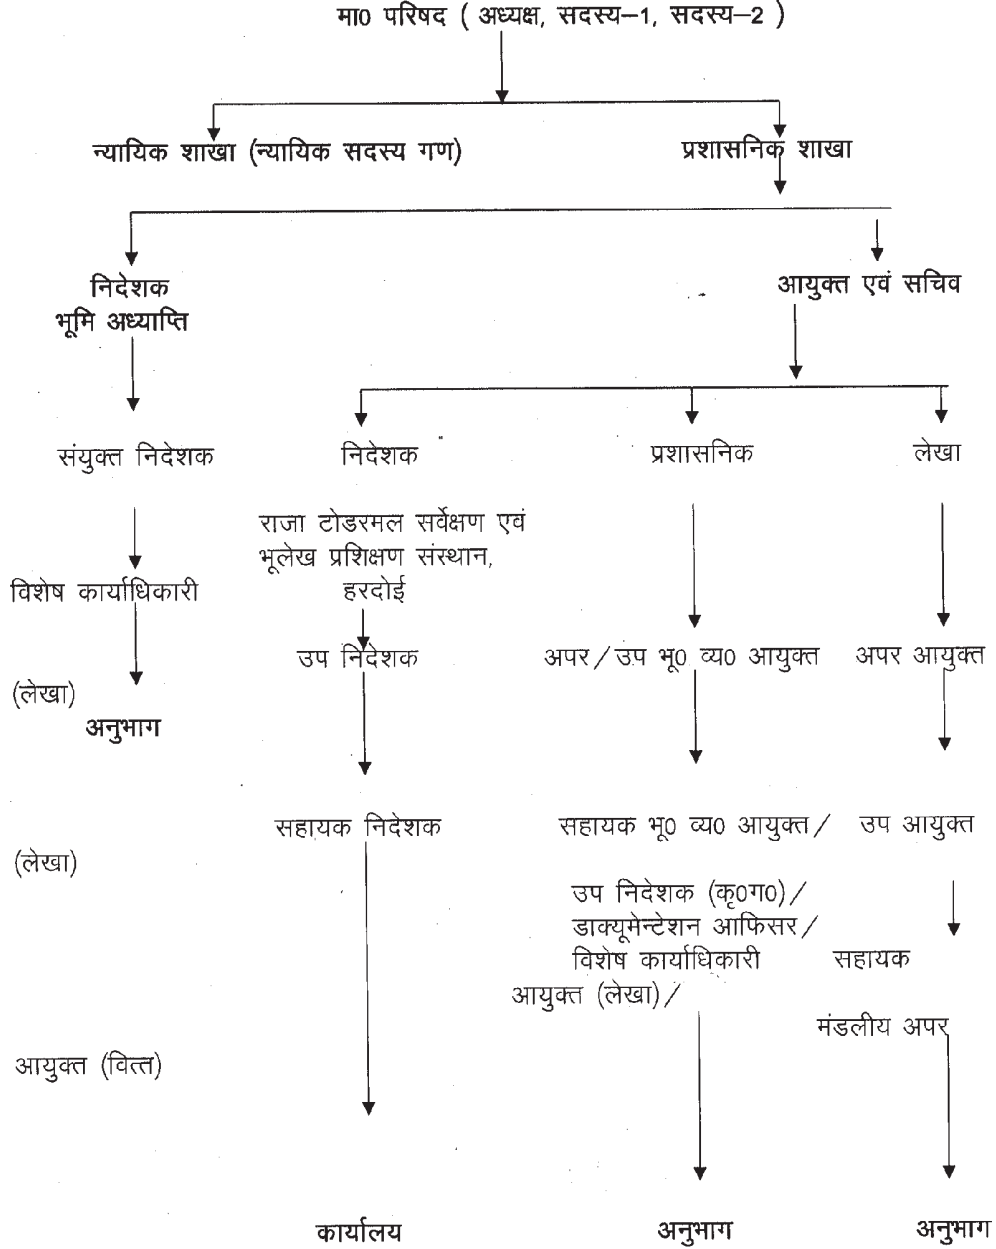 मा0 परिषद ( अध्यक्ष, सदस्य–1, सदस्य–2 )
न्यायिक शाखा (न्यायिक सदस्य गण) प्रशासनिक शाखा
निदेशक आयुक्त एवं सचिव
भूमि अध्याप्ति
संयुक्त निदेशक निदेशक प्रशासनिक लेखा
राजा टोडरमल सर्वेक्षण एवं
भूलेख प्रशिक्षण संस्थान,
विशेष कार्याधिकारी हरदोई
उप निदेशक अपर/उप भू0 व्य0 आयुक्त अपर आयुक्त
(लेखा)
अनुभाग
सहायक निदेशक सहायक भू0 व्य0 आयुक्त/ उप आयुक्त
(लेखा)
उप निदेशक (कृ0ग0)/
डाक्यूमेन्टेशन आफिसर/
विशेष कार्याधिकारी सहायक
आयुक्त (लेखा)/
मंडलीय अपर
आयुक्त (वित्त)
कार्यालय अनुभाग अनुभाग